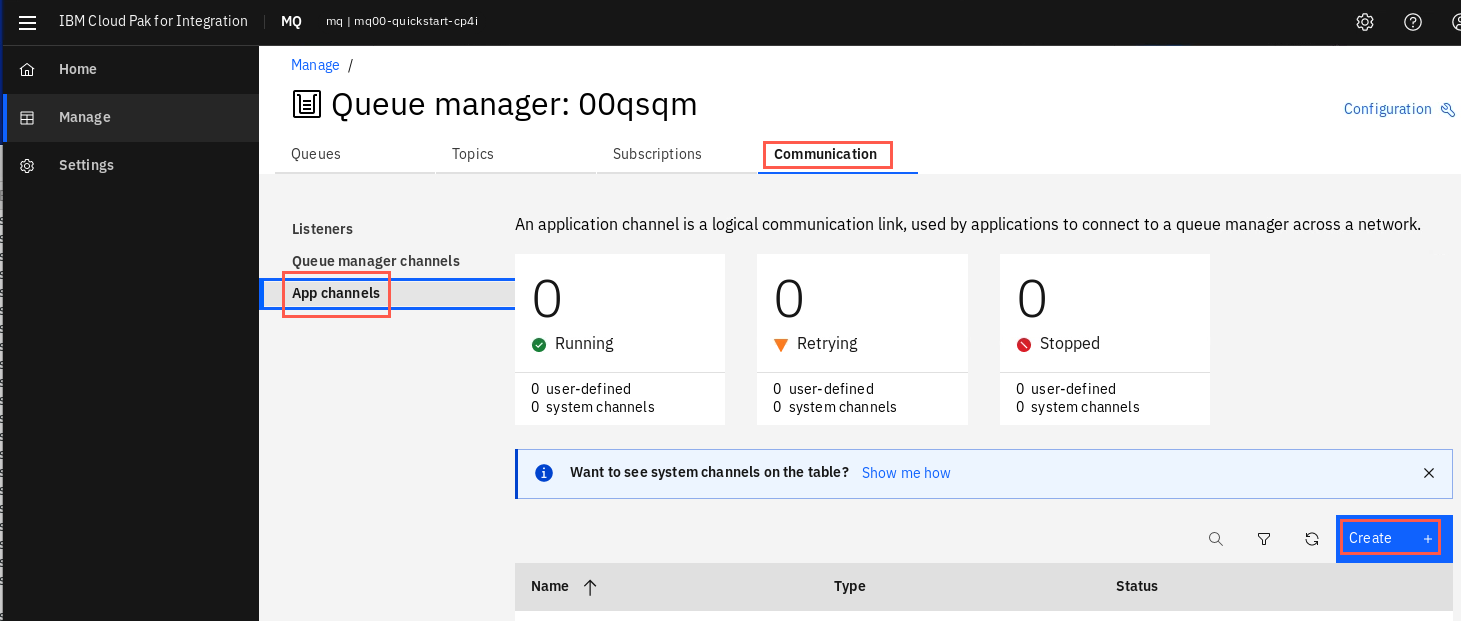 IBM Cloud Pak for Integration MQ mq | mq00-quickstart-cp4i
Home
Manage
Settings
Manage /
Queue manager: 00qsqm
Configuration
Queues Topics Subscriptions Communication
Listeners
Queue manager channels
App channels
An application channel is a logical communication link, used by applications to connect to a queue manager across a network.
0 0 0
Running Retrying Stopped
0 user-defined 0 user-defined 0 user-defined
0 system channels 0 system channels 0 system channels
Want to see system channels on the table? Show me how
Create +
Name Type Status